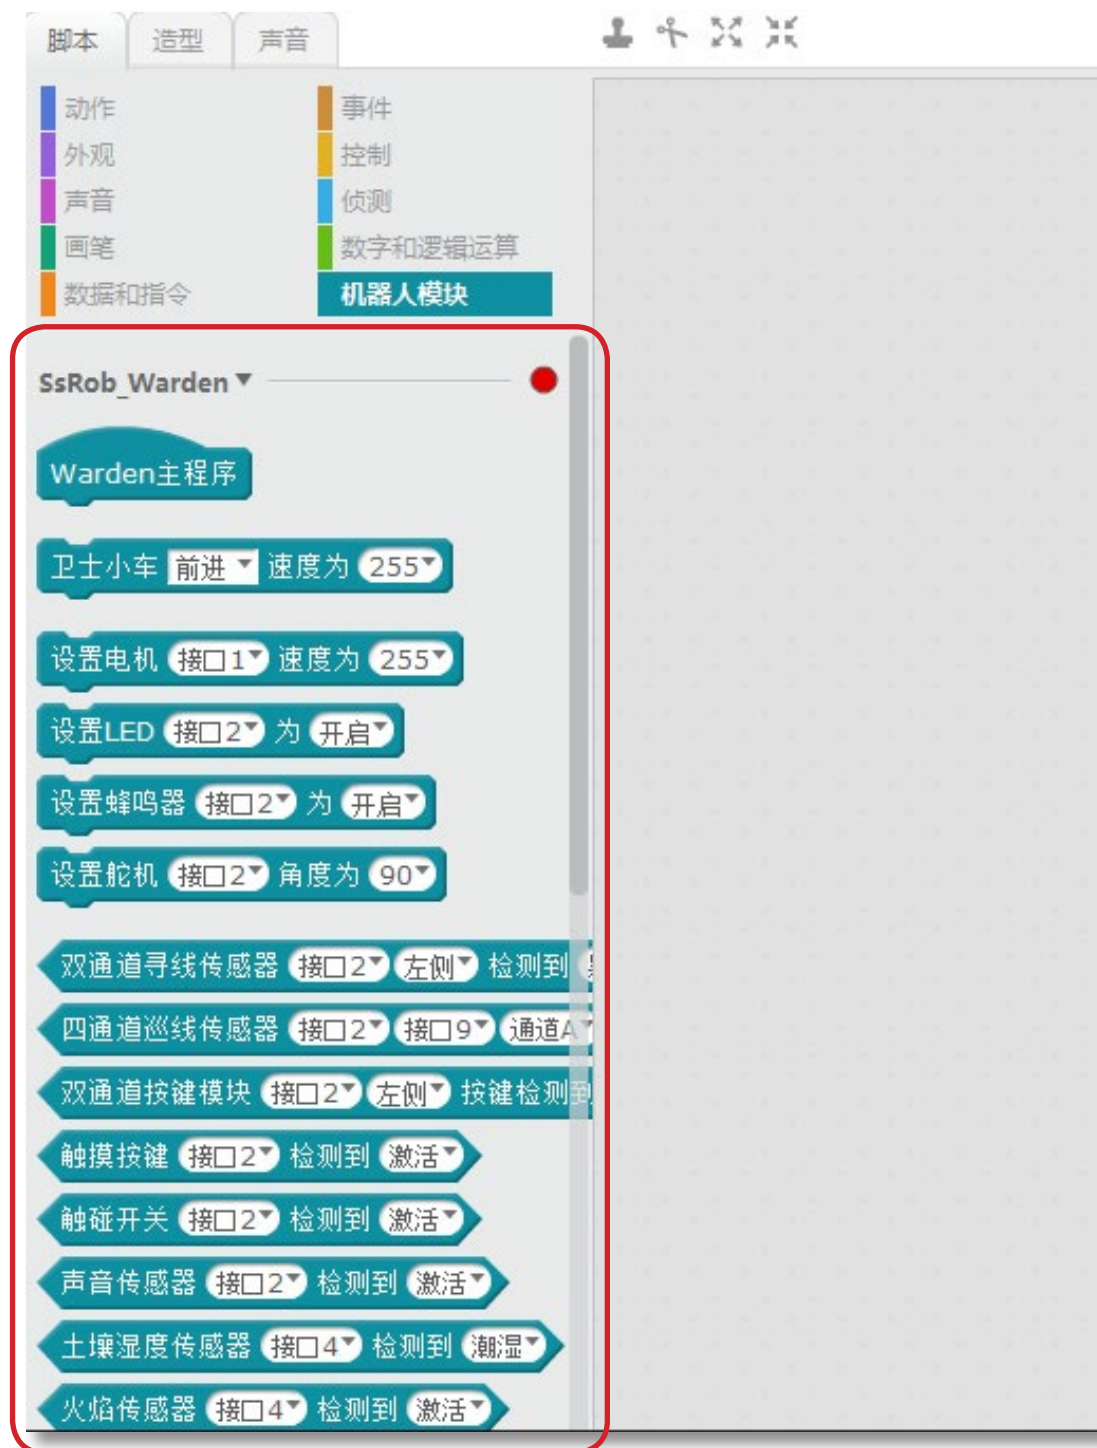 脚本 造型 声音
动作 事件
外观 控制
声音 侦测
画笔 数字和逻辑运算
数据和指令 机器人模块
SsRob_Warden
Warden主程序
卫士小车 前进 速度为 255
设置电机 接口1 速度为 255
设置LED 接口2 为 开启
设置蜂鸣器 接口2 为 开启
设置舵机 接口2 角度为 90
双通道寻线传感器 接口2 左侧 检测到
四通道巡线传感器 接口2 接口9 通道A
双通道按键模块 接口2 左侧 按键检测到
触摸按键 接口2 检测到 激活
触碰开关 接口2 检测到 激活
声音传感器 接口2 检测到 激活
土壤湿度传感器 接口4 检测到 潮湿
火焰传感器 接口4 检测到 激活